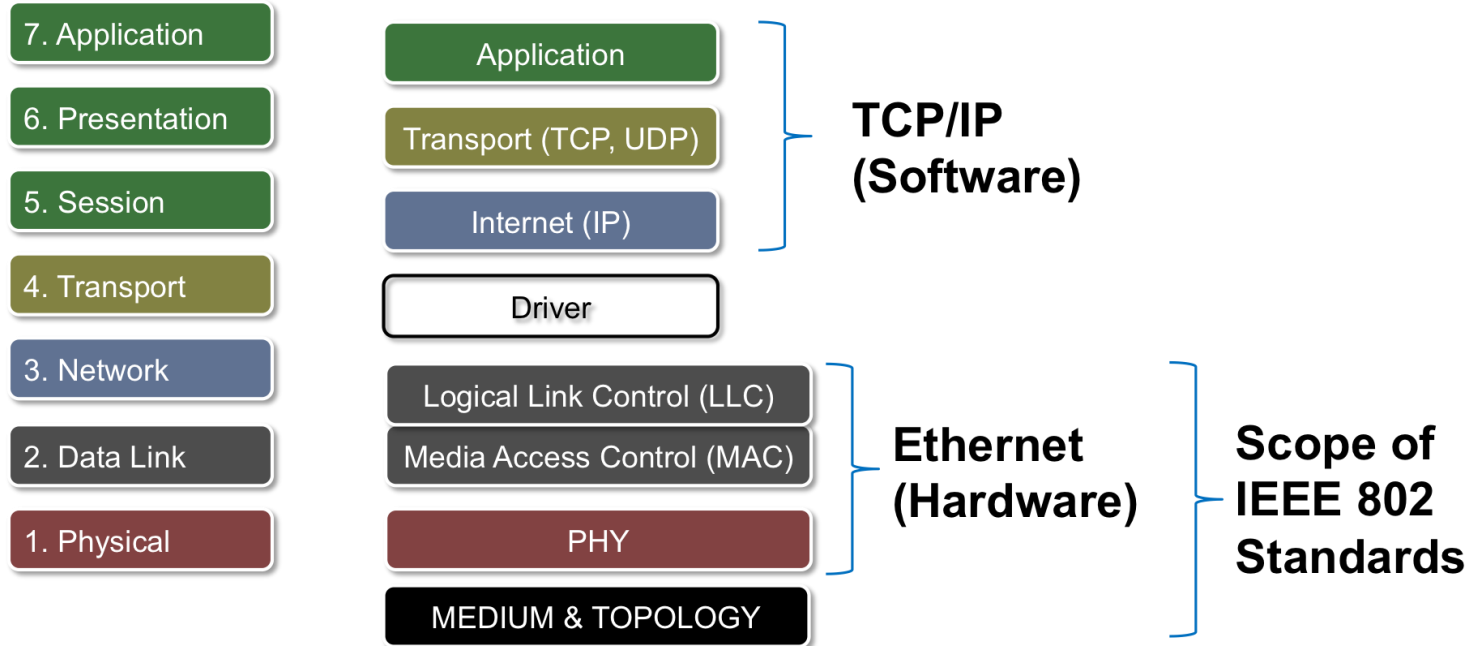 7. Application
6. Presentation
5. Session
4. Transport
3. Network
2. Data Link
1. Physical
Application
Transport (TCP, UDP)
Internet (IP)
Driver
Logical Link Control (LLC)
Media Access Control (MAC)
PHY
MEDIUM & TOPOLOGY
TCP/IP
(Software)
Ethernet
(Hardware)
Scope of
IEEE 802
Standards